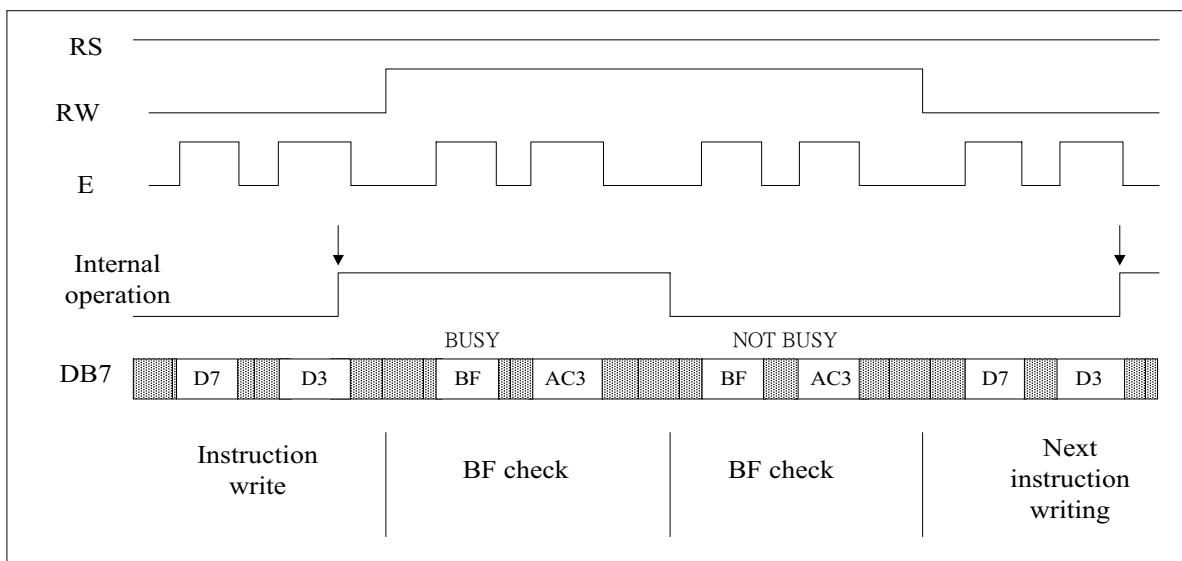 RS
RW
E
Internal
operation
BUSY NOT BUSY
DB7 D7 D3 BF AC3 BF AC3 D7 D3
Instruction
write
BF check
BF check
Next
instruction
writing